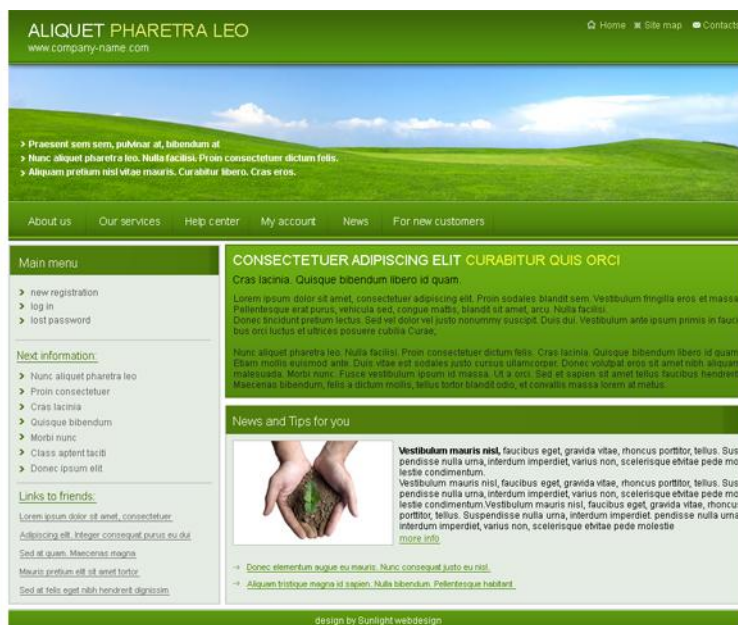 ALIQUET PHARETRA LEO
www.company-name.com
Home Site map Contacts
Praesent sem sem, pulvinar at, bibendum at
Nunc aliquet pharetra leo. Nulla facilisi. Proin consectetuer dictum felis.
Aliquam pretium nisl vitae mauris. Curabitur libero. Cras eros.
About us Our services Help center My account News For new customers
Main menu
new registration
log in
lost password
Next information:
Nunc aliquet pharetra leo
Proin consectetuer
Cras lacinia
Quisque bibendum
Morbi nunc
Class aptent taciti
Donec ipsum elit
Links to friends:
Lorem ipsum dolor sit amet, consectetuer
Adipiscing elit. Integer consequat purus eu dui
Sed at quam. Maecenas magna
Mauris pretium elit sit amet tortor
Sed at felis eget nibh hendrerit dignissim
CONSECTETUER ADIPISCING ELIT CURABITUR QUIS ORCI
Cras lacinia. Quisque bibendum libero id quam.
Lorem ipsum dolor sit amet, consectetuer adipiscing elit. Proin sodales blandit sem. Vestibulum fringilla eros et massa
Pellentesque erat purus, vehicula sed, congue mattis, blandit sit amet, arcu. Nulla facilisi.
Donec tincidunt pretium lectus. Sed vel dolor vel justo nonummy suscipit. Duis dui. Vestibulum ante ipsum primis in fauci
bus orci luctus et ultrices posuere cubilia Curae;
Nunc aliquet pharetra leo. Nulla facilisi. Proin consectetuer dictum felis. Cras lacinia. Quisque bibendum libero id quam
Etiam mollis euismod ante. Duis vitae est sodales justo cursus ullamcorper. Donec volutpat eros sit amet nibh aliquam
malesuada. Morbi nunc. Fusce vestibulum ipsum id massa. Ut a orci. Sed et sapien sit amet tellus faucibus hendrerit
Maecenas bibendum, felis a dictum mollis, tellus tortor blandit odio, et convallis massa lorem at metus.
News and Tips for you
Vestibulum mauris nisl, faucibus eget, gravida vitae, rhoncus porttitor, tellus. Sus
pendisse nulla urna, interdum imperdiet, varius non, scelerisque etvitae pede mo
lestie condimentum.
Vestibulum mauris nisl, faucibus eget, gravida vitae, rhoncus porttitor, tellus. Sus
pendisse nulla urna, interdum imperdiet, varius non, scelerisque etvitae pede mo
lestie condimentum.Vestibulum mauris nisl, faucibus eget, gravida vitae, rhoncus
porttitor, tellus. Suspendisse nulla urna, interdum imperdiet. pendisse nulla urna
interdum imperdiet, varius non, scelerisque etvitae pede molestie
more info
Donec elementum augue eu mauris. Nunc consequat justo eu nisl.
Aliquam tristique magna id sapien. Nulla bibendum. Pellentesque habitant
design by Sunlight webdesign